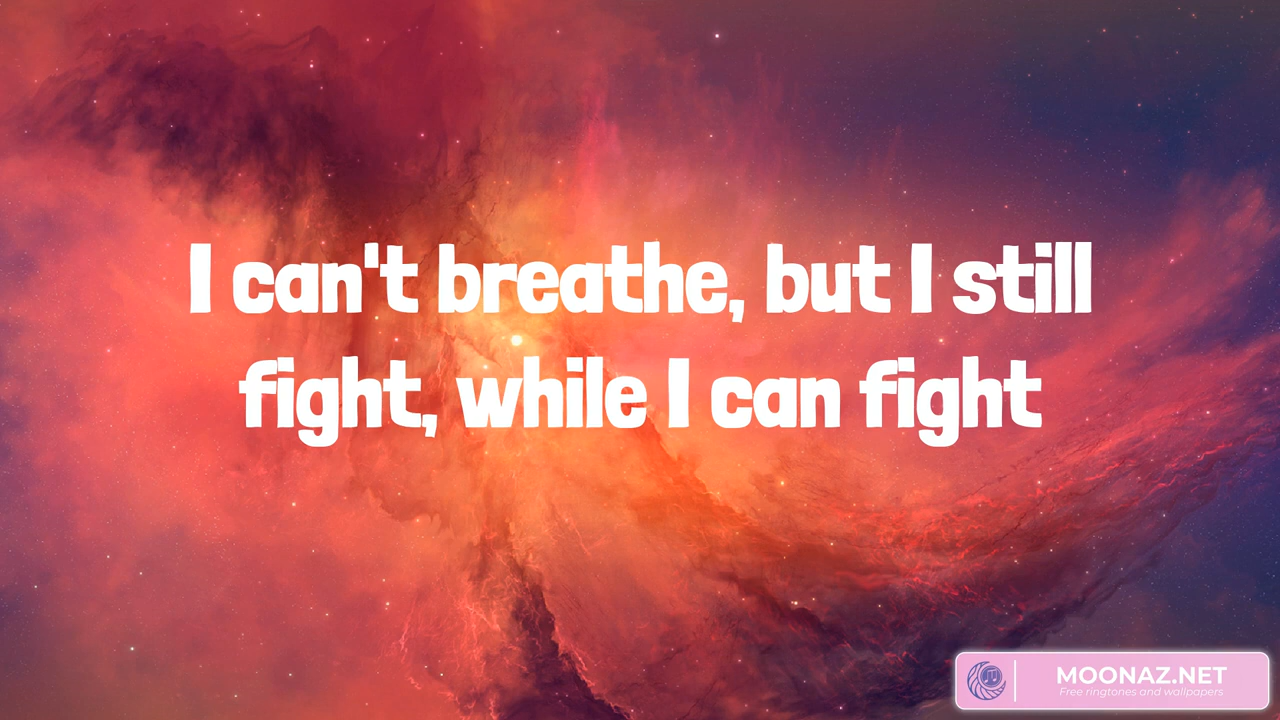 I can't breathe, but I still
fight, while I can fight
MOONAZ.NET
Free ringtones and wallpapers